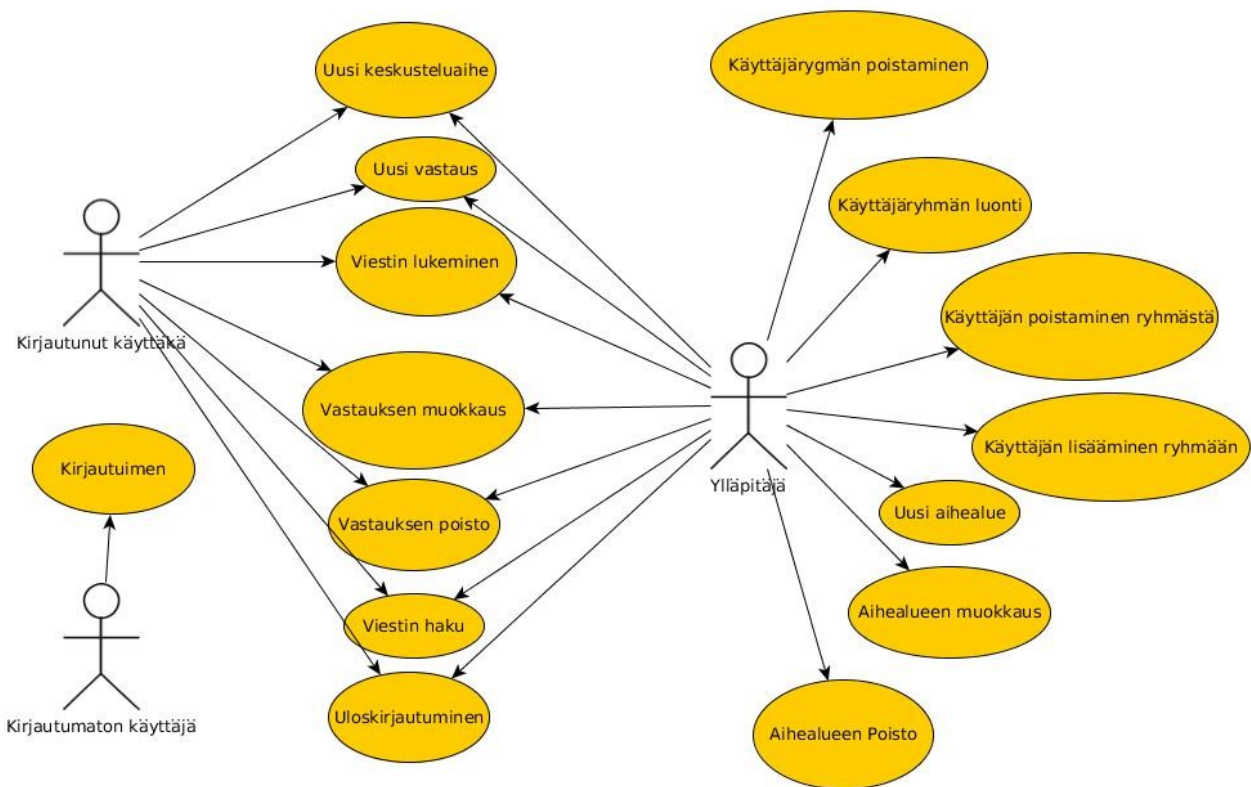 Uusi keskusteluaihe
Käyttäjärygmän poistaminen
Uusi vastaus
Käyttäjäryhmän luonti
Viestin lukeminen
Käyttäjän poistaminen ryhmästä
Kirjautunut käyttäkä
Vastauksen muokkaus
Käyttäjän lisääminen ryhmään
Kirjautuimen
Ylläpitäjä
Uusi aihealue
Vastauksen poisto
Aihealueen muokkaus
Viestin haku
Kirjautumaton käyttäjä
Uloskirjautuminen
Aihealueen Poisto